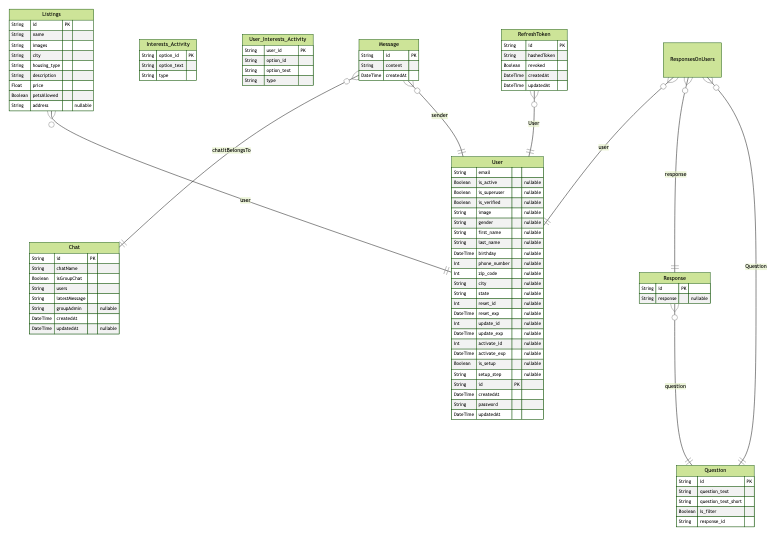 Listings
String id PK
String name
String images
String city
String housing_type
String description
Float price
Boolean petsAllowed
String address nullable
Interests_Activity
String option_id PK
String option_text
String type
User_Interests_Activity
String user_id PK
String option_id
String option_text
String type
Message
String id PK
String content
DateTime createdAt
RefreshToken
String id PK
String hashedToken
Boolean revoked
DateTime createdAt
DateTime updatedAt
ResponsesOnUsers
sender
User
chatItBelongsTo
user
response
user
Question
User
String email
Boolean is_active nullable
Boolean is_superuser nullable
Boolean is_verified nullable
String image nullable
String gender nullable
String first_name nullable
String last_name nullable
DateTime birthday nullable
Int phone_number nullable
Int zip_code nullable
String city nullable
String state nullable
Int reset_id nullable
DateTime reset_exp nullable
Int update_id nullable
DateTime update_exp nullable
Int activate_id nullable
DateTime activate_exp nullable
Boolean is_setup nullable
String setup_step nullable
String id PK
DateTime createdAt
String password
DateTime updatedAt
Chat
String id PK
String chatName
Boolean isGroupChat
String users
String latestMessage
String groupAdmin nullable
DateTime createdAt
DateTime updatedAt nullable
Response
String id PK
String response nullable
question
Question
String id PK
String question_text
String question_text_short
Boolean is_filter
String response_id